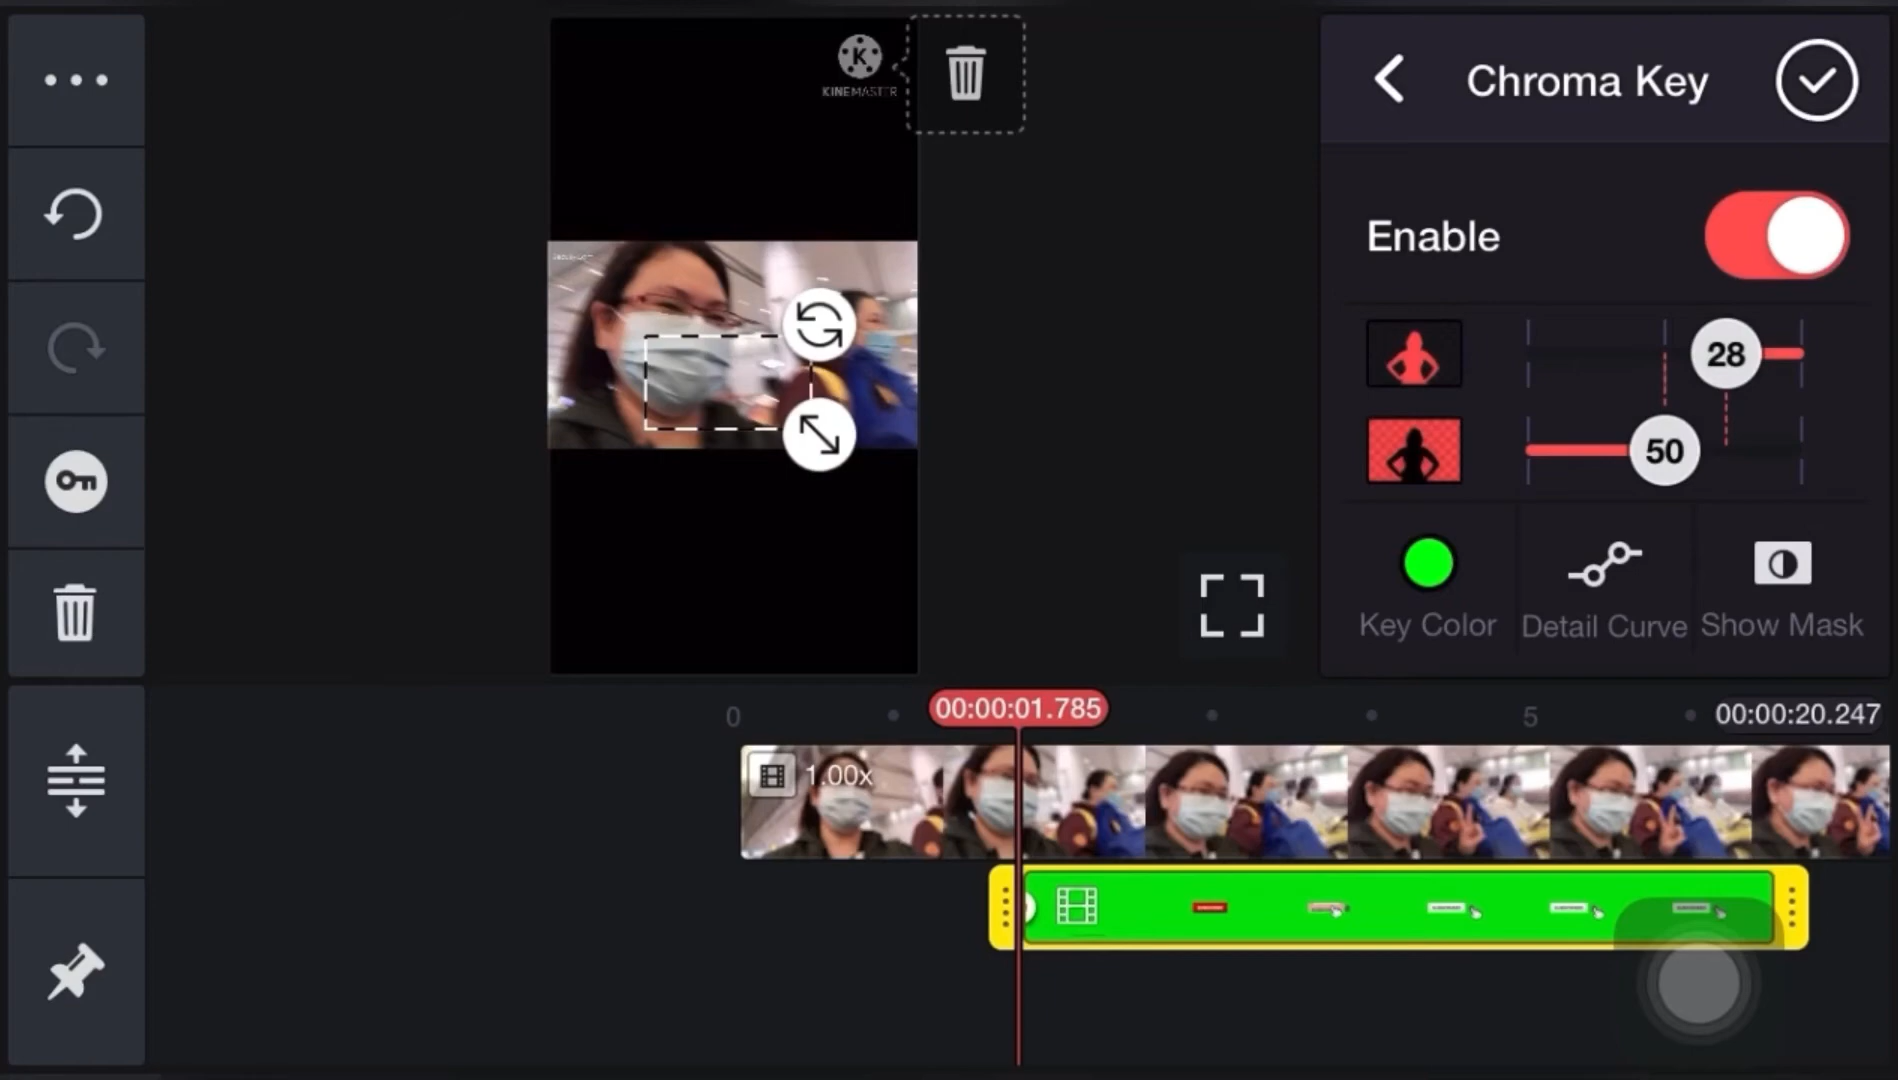 KINEMASTER
Chroma Key
Enable
28
50
Key Color
Detail Curve
Show Mask
0
00:00:01.785
5
00:00:20.247
1.00x